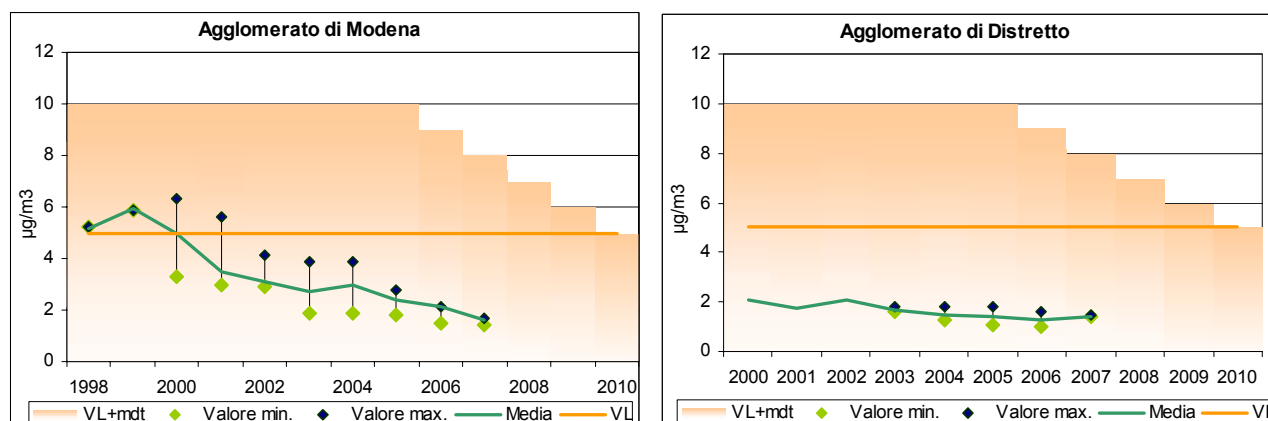 Agglomerato di Modena
12
10
8
6
4
2
0
µg/m3
1998 2000 2002 2004 2006 2008 2010
VL+mdt Valore min. Valore max. Media VL
Agglomerato di Distretto
12
10
8
6
4
2
0
µg/m3
2000 2001 2002 2003 2004 2005 2006 2007 2008 2009 2010
VL+mdt Valore min. Valore max. Media VL